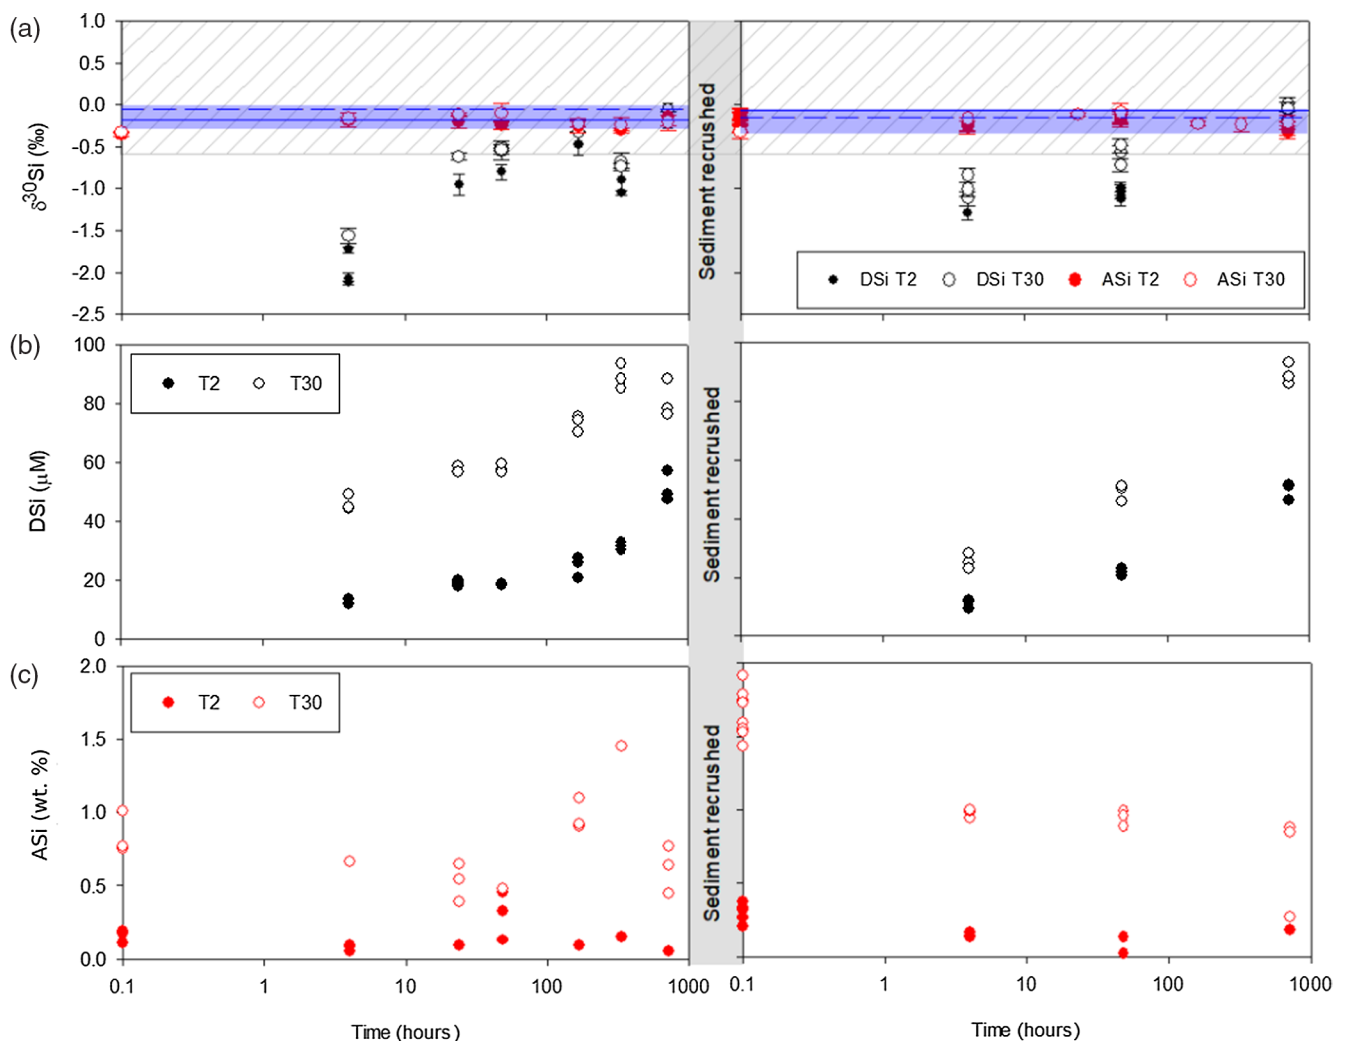 (a)
1.0
0.5
0.0
-0.5
-1.0
-1.5
-2.0
-2.5
δ30Si (‰)
Sediment recrushed
DSi T2 DSi T30 ASi T2 ASi T30
(b)
100
80
60
40
20
0
DSi (μM)
T2 T30
Sediment recrushed
(c)
2.0
1.5
1.0
0.5
0.0
ASi (wt. %)
T2 T30
Sediment recrushed
0.1 1 10 100 1000 0.1 1 10 100 1000
Time (hours) Time (hours)